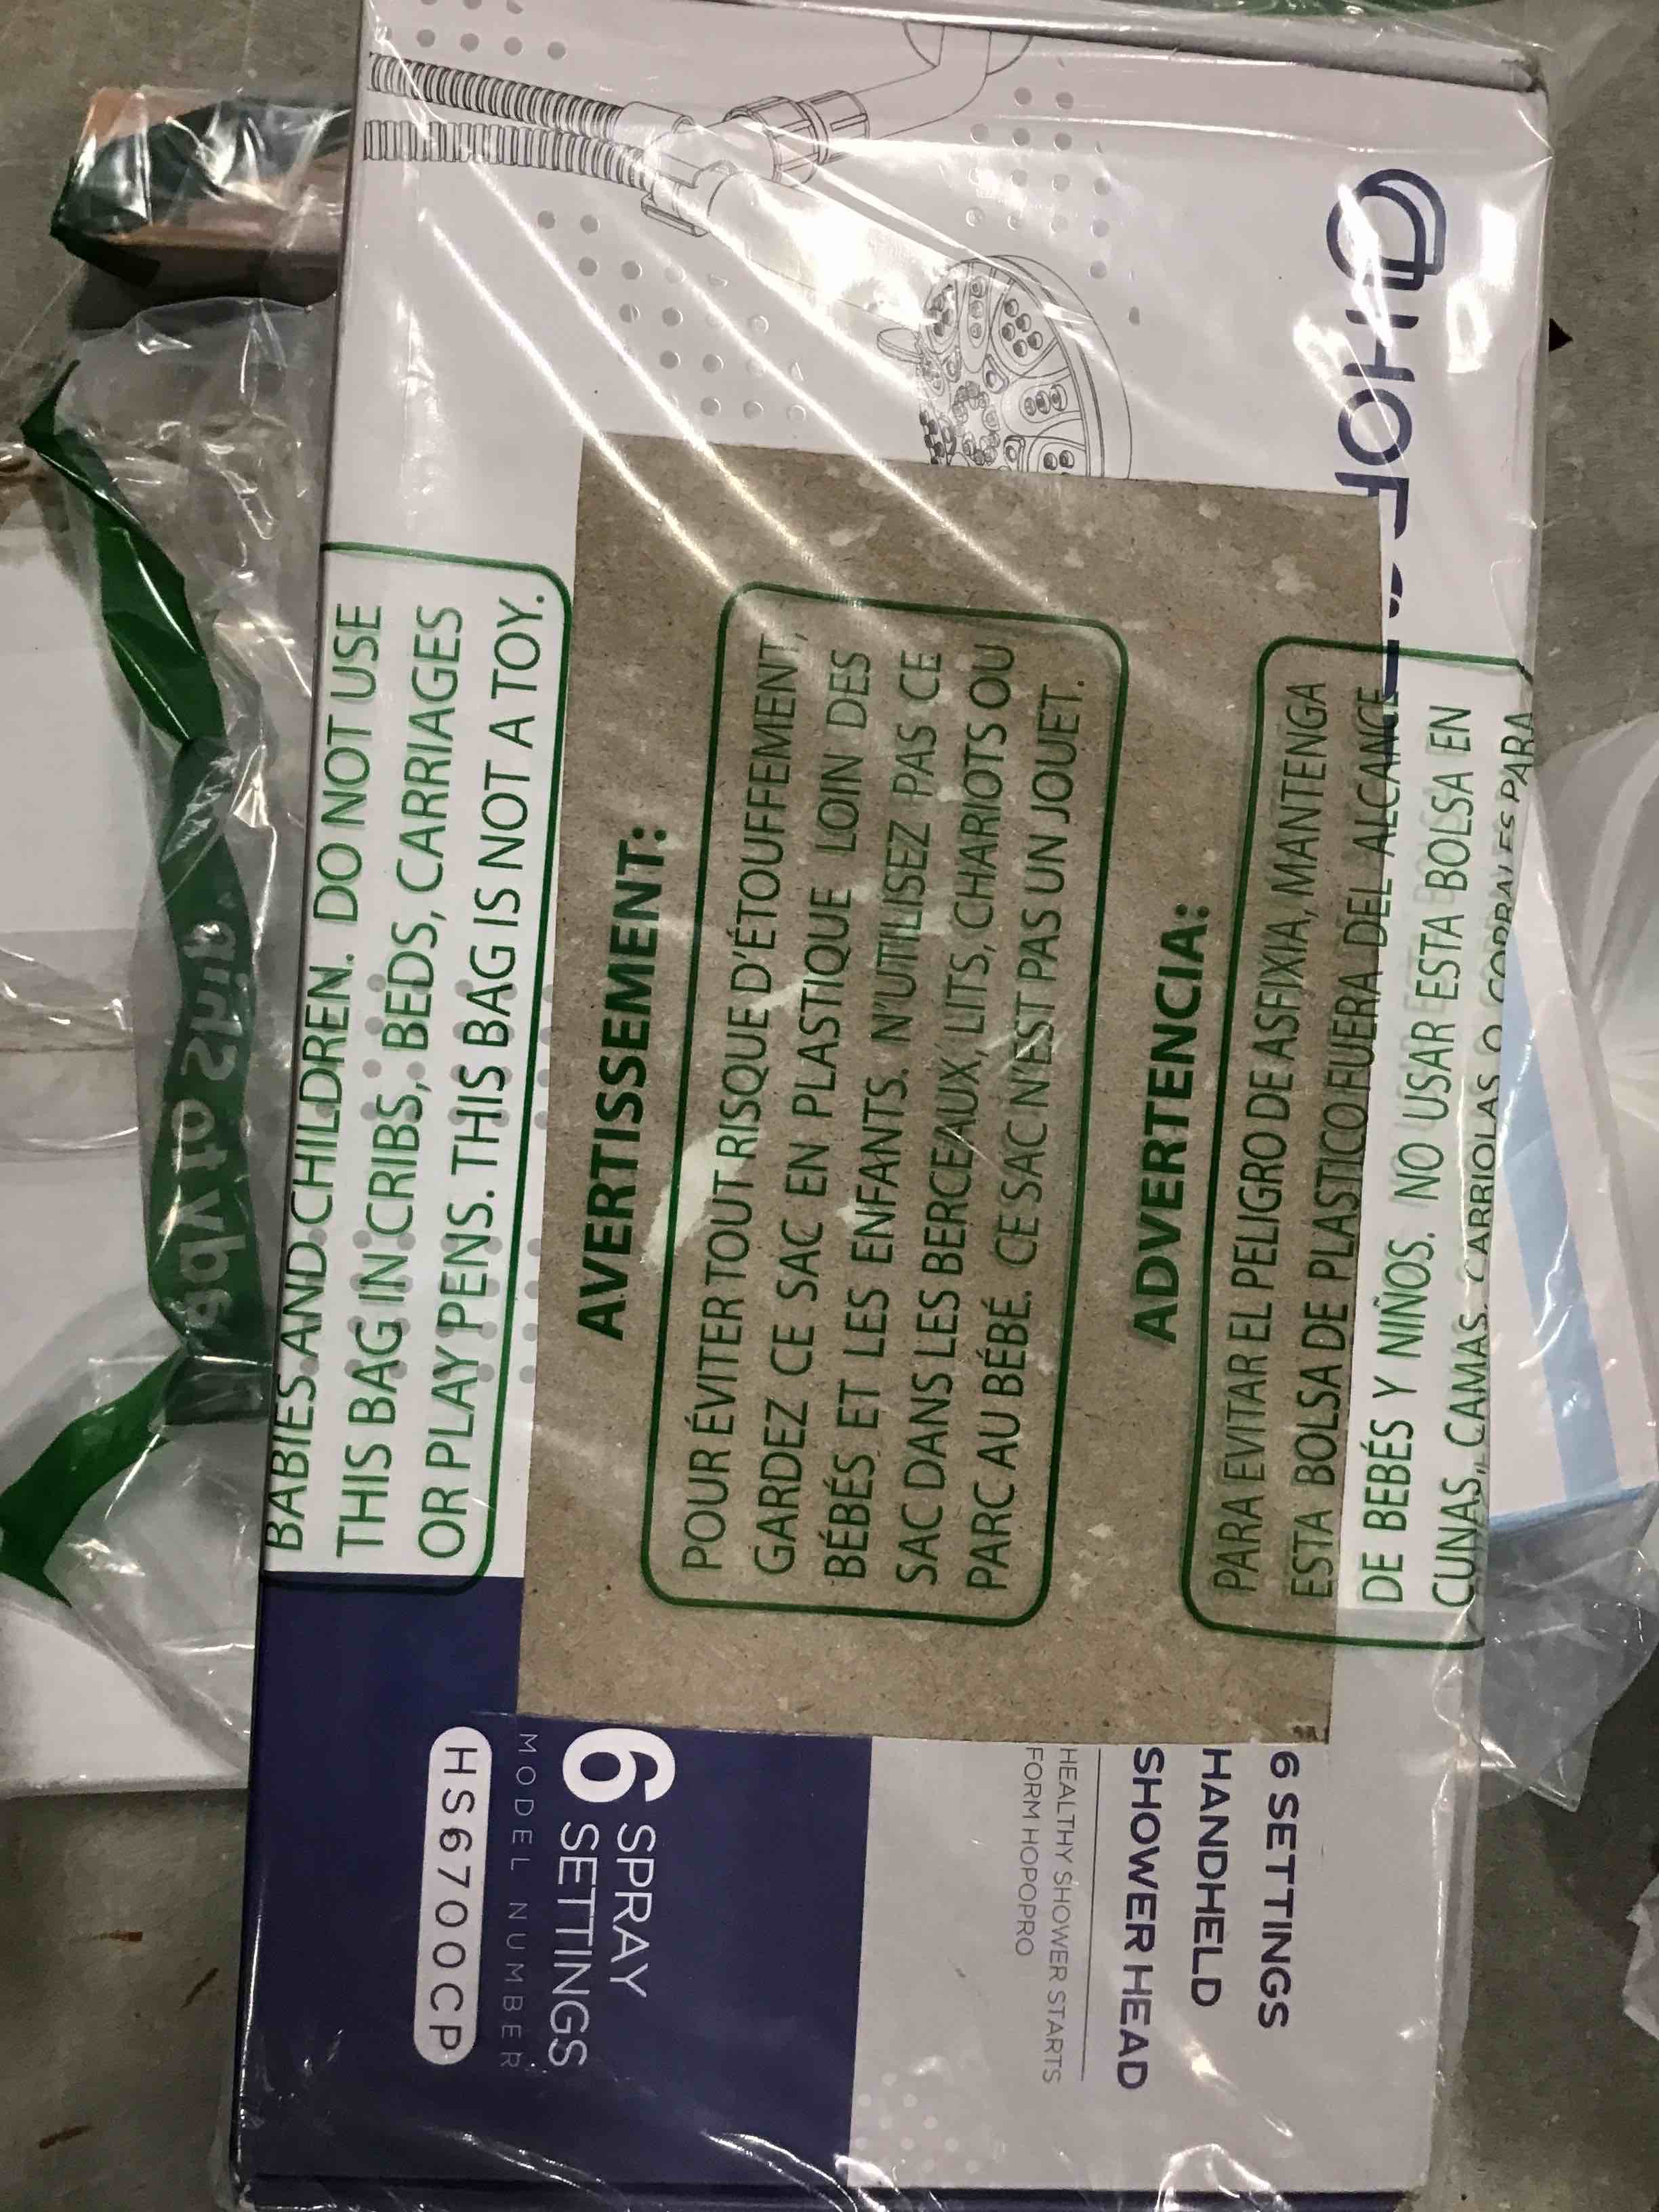 BABIES AND CHILDREN. DO NOT USE
THIS BAG IN CRIBS, BEDS, CARRIAGES
OR PLAY PENS. THIS BAG IS NOT A TOY.
AVERTISSEMENT:
POUR ÉVITER TOUT RISQUE D'ÉTOUFFEMENT,
GARDEZ CE SAC EN PLASTIQUE LOIN DES
BÉBÉS ET LES ENFANTS. N'UTILISEZ PAS CE
SAC DANS LES BERCEAUX, LITS, CHARIOTS OU
PARC AU BÉBÉ. CE SAC N'EST PAS UN JOUET.
ADVERTENCIA:
PARA EVITAR EL PELIGRO DE ASFIXIA, MANTENGA
ESTA BOLSA DE PLASTICO FUERA DEL ALCANCE
DE BEBÉS Y NIÑOS. NO USAR ESTA BOLSA EN
CUNAS, CAMAS, CARRIOLAS O CORRALES PARA
6 SETTINGS
HANDHELD
SHOWER HEAD
HEALTHY SHOWER STARTS
FORM HOPOPRO
6 SPRAY
SETTINGS
MODEL NUMBER
HS6700CP